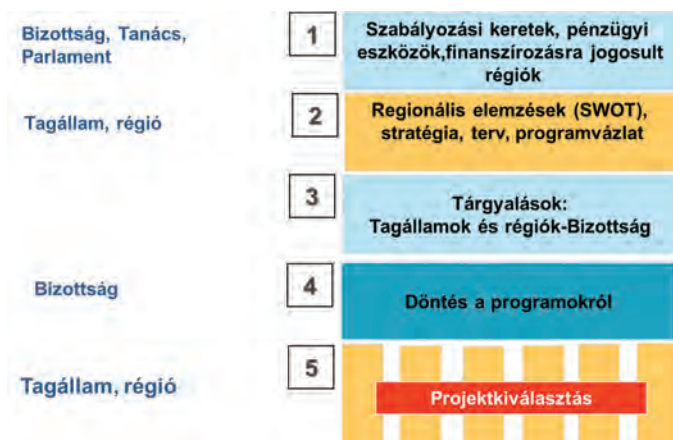 Bizottság, Tanács,
Parlament
1
Szabályozási keretek, pénzügyi
eszközök,finanszírozásra jogosult
régiók
Tagállam, régió
2
Regionális elemzések (SWOT),
stratégia, terv, programvázlat
3
Tárgyalások:
Tagállamok és régiók-Bizottság
Bizottság
4
Döntés a programokról
Tagállam, régió
5
Projektkiválasztás